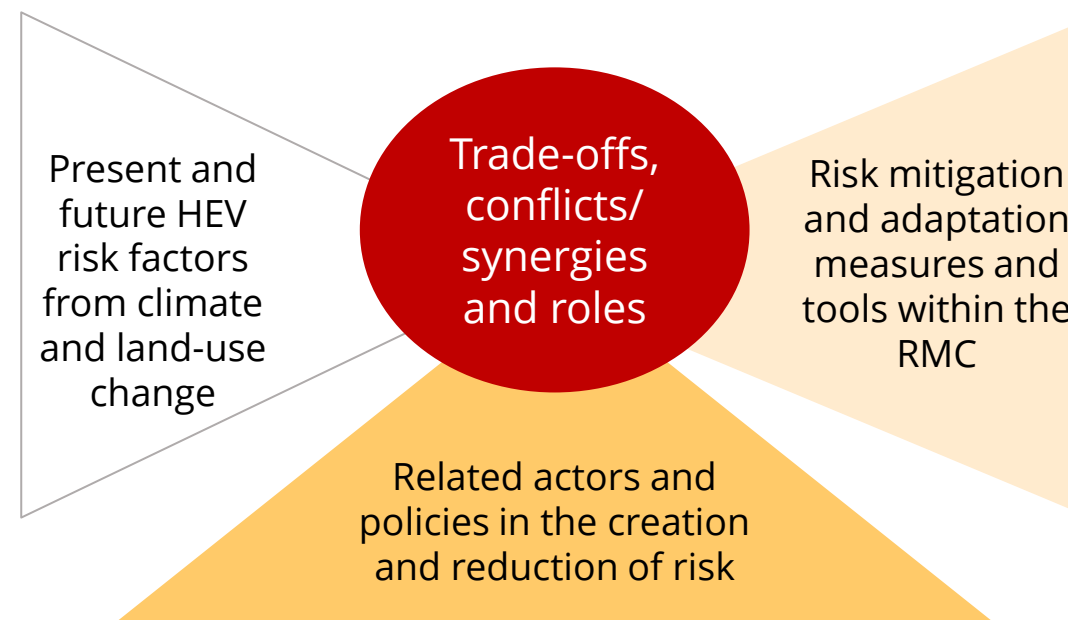 Present and
future HEV
risk factors
from climate
and land-use
change
Trade-offs,
conflicts/
synergies
and roles
Risk mitigation
and adaptation
measures and
tools within the
RMC
Related actors and
policies in the creation
and reduction of risk